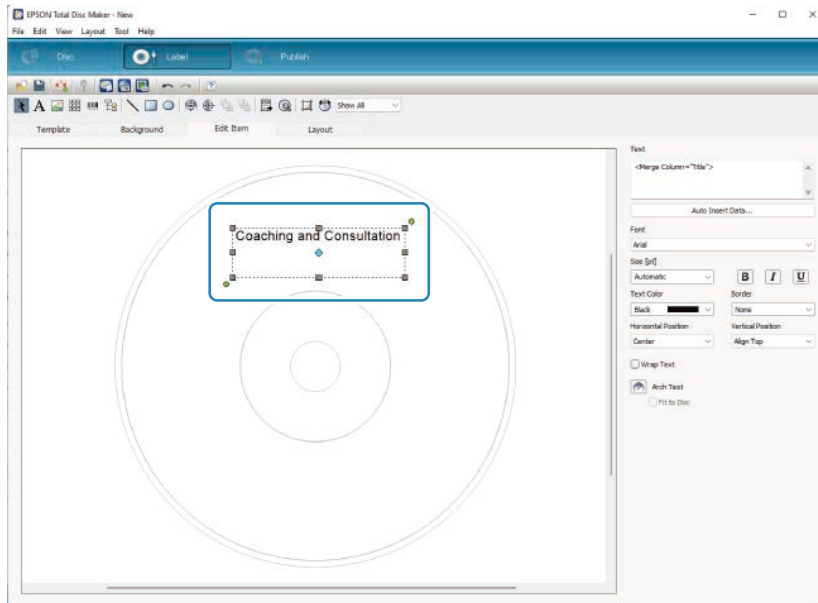 EPSON Total Disc Maker - New
File Edit View Layout Tool Help
Disc Label Publish
Show All
Template Background Edit Item Layout
Coaching and Consultation
Text
<Merge Column="Title">
Auto Insert Data...
Font
Arial
Size [pt]
Automatic B I U
Text Color Border
Black None
Horizontal Position Vertical Position
Center Align Top
Wrap Text
Arch Text
Fit to Disc